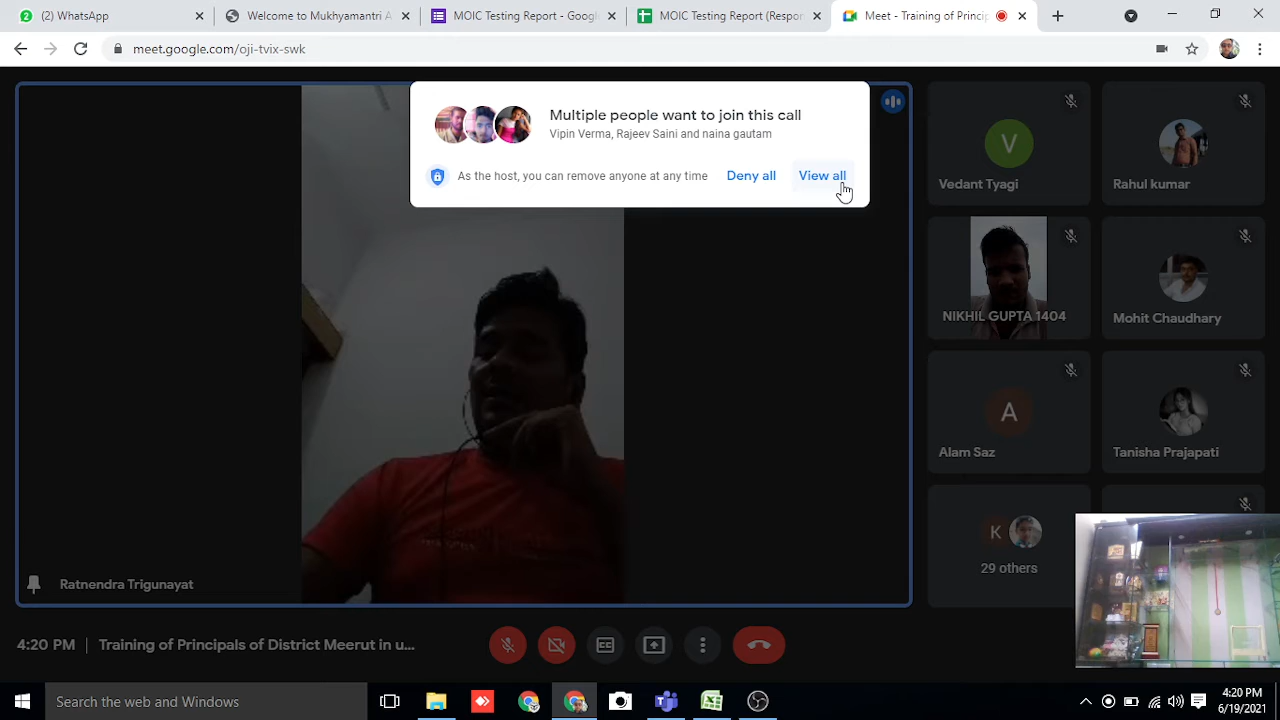 (2) WhatsApp
Welcome to Mukhyamantri A
MOIC Testing Report - Google
MOIC Testing Report (Respor
Meet - Training of Princip
meet.google.com/oji-tvix-swk
Multiple people want to join this call
Vipin Verma, Rajeev Saini and naina gautam
As the host, you can remove anyone at any time
Deny all
View all
V
Vedant Tyagi
Rahul kumar
NIKHIL GUPTA 1404
Mohit Chaudhary
A
Alam Saz
Tanisha Prajapati
K
29 others
Ratnendra Trigunayat
4:20 PM | Training of Principals of District Meerut in u...
CC
Search the web and Windows
4:20 PM
6/19/2021